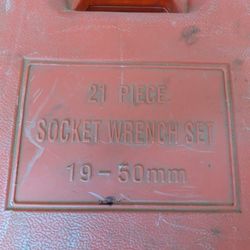 21 PIECE
SOCKET WRENCH SET
19-50mm